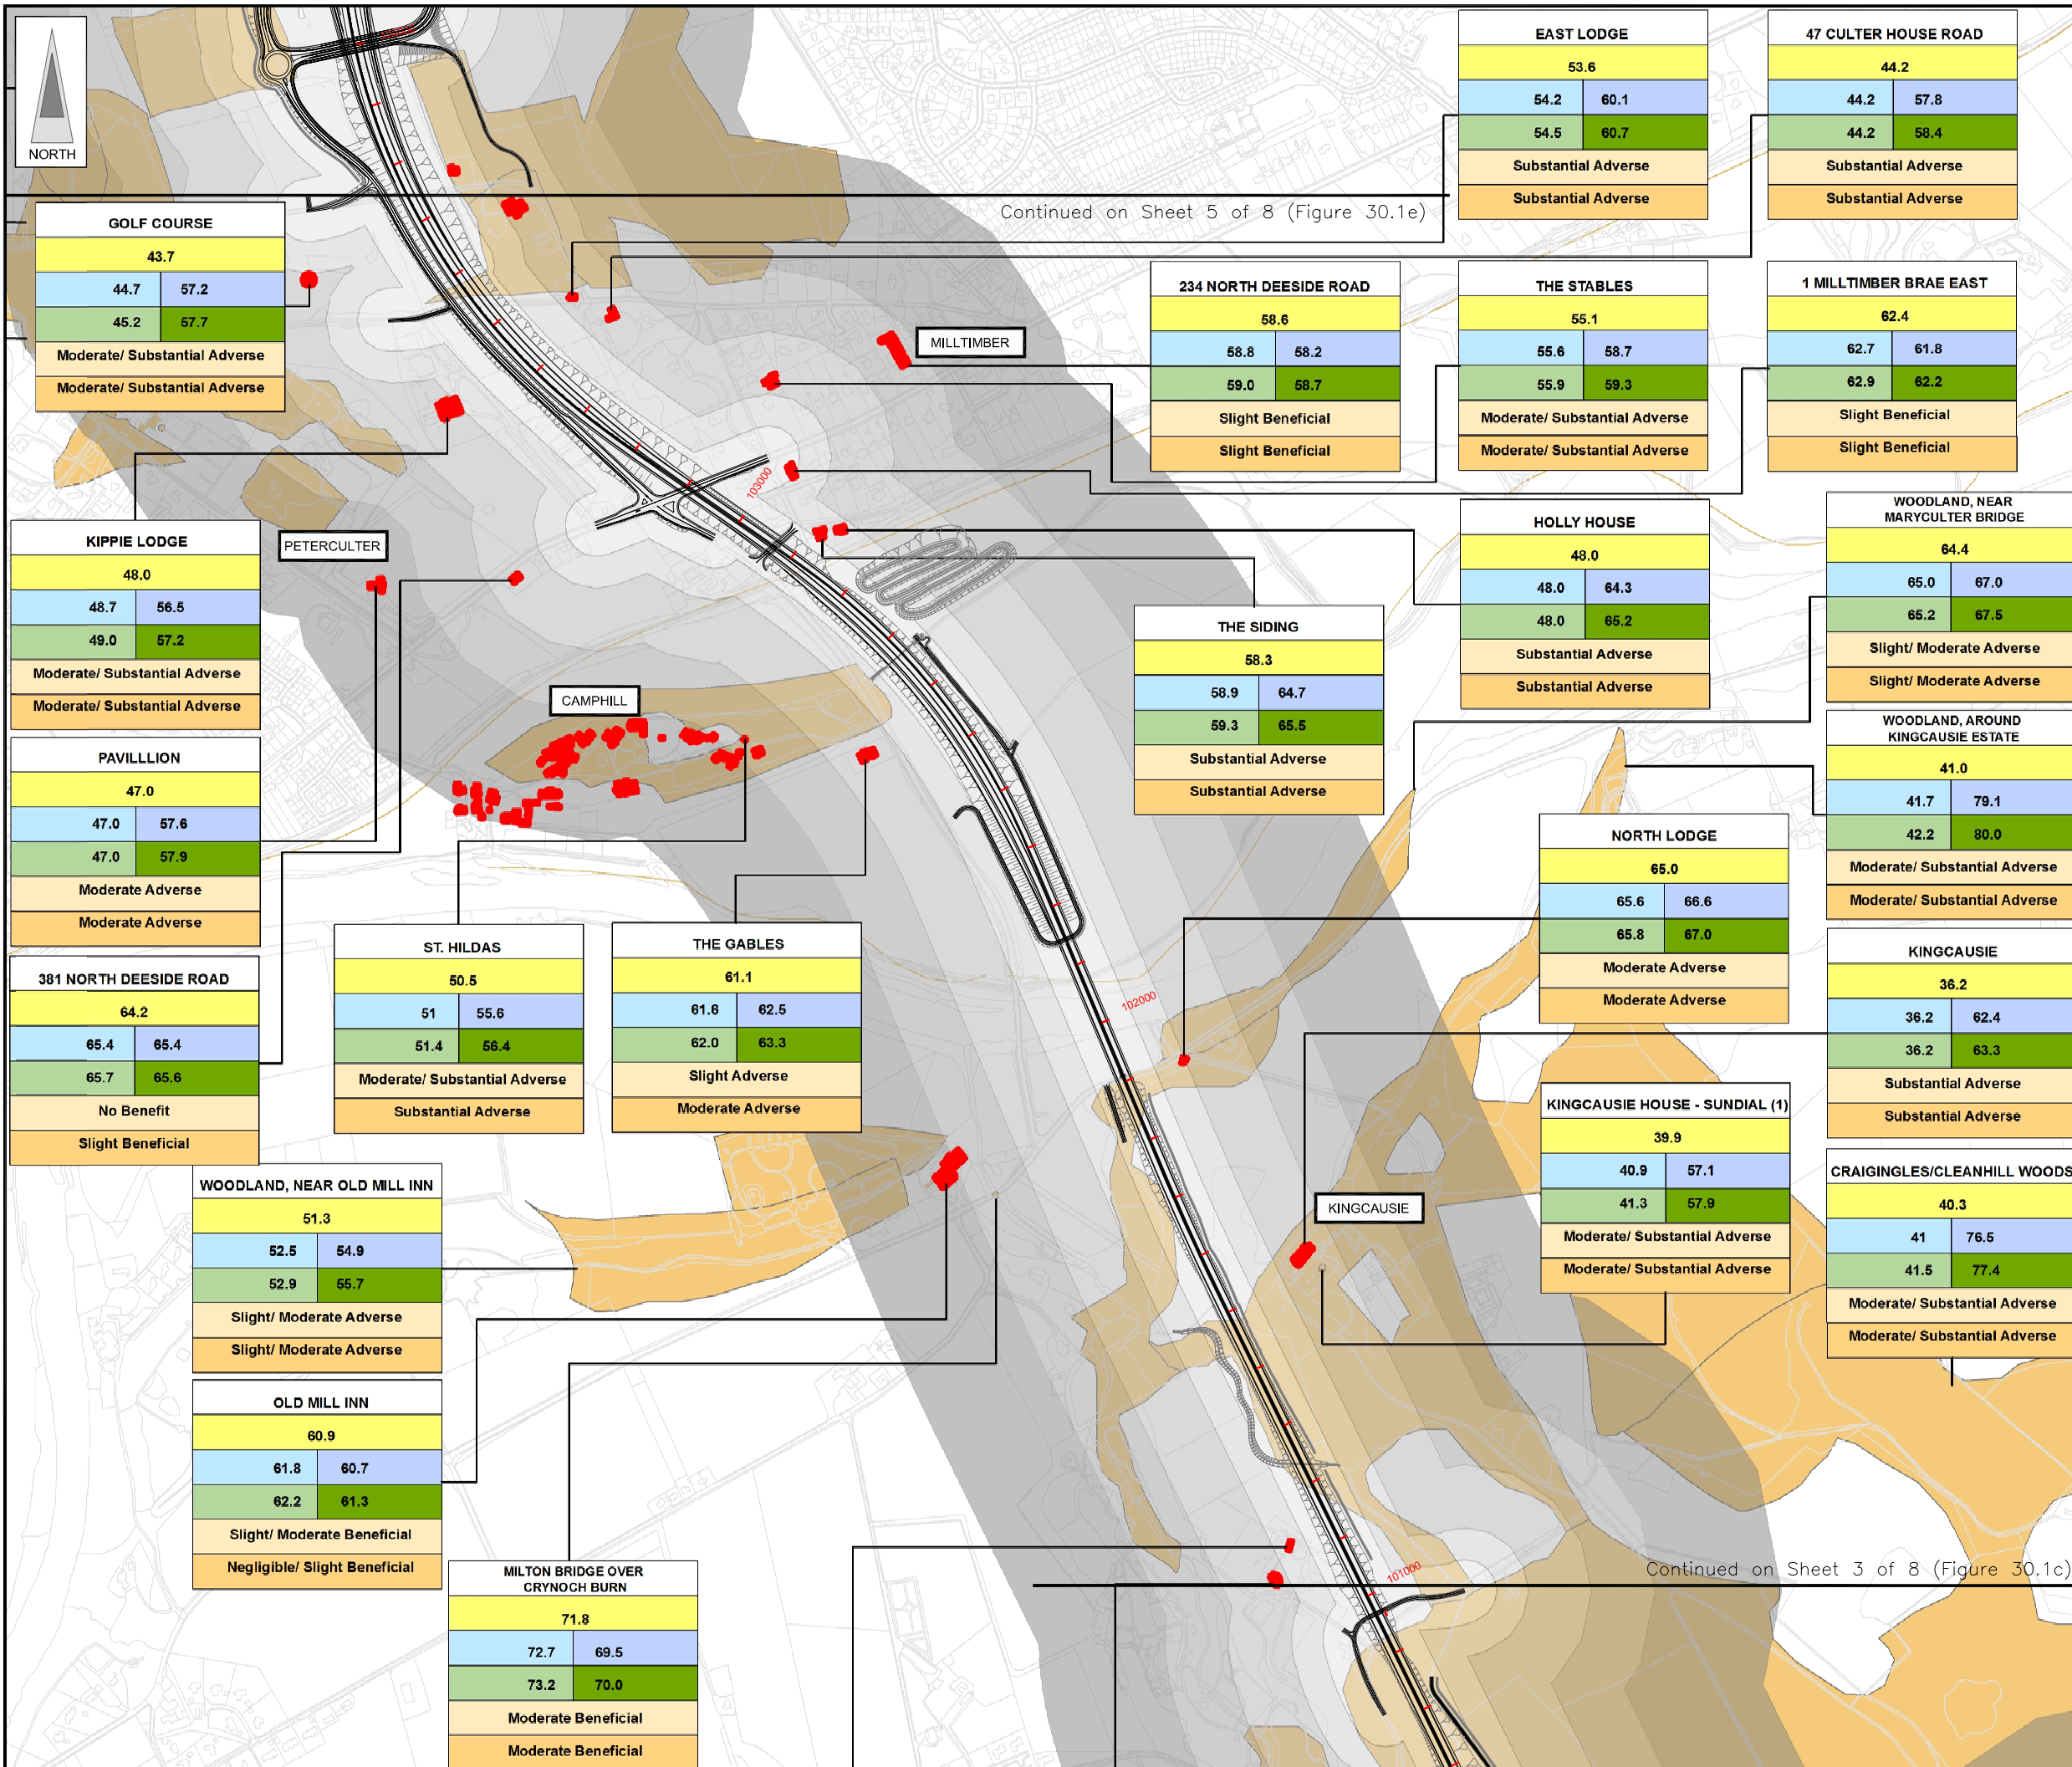 NORTH
EAST LODGE
53.6
54.2 60.1
54.5 60.7
Substantial Adverse
Substantial Adverse
47 CULTER HOUSE ROAD
44.2
44.2 57.8
44.2 58.4
Substantial Adverse
Substantial Adverse
Continued on Sheet 5 of 8 (Figure 30.1e)
GOLF COURSE
43.7
44.7 57.2
45.2 57.7
Moderate/ Substantial Adverse
Moderate/ Substantial Adverse
234 NORTH DEESIDE ROAD
58.6
58.8 58.2
59.0 58.7
Slight Beneficial
Slight Beneficial
THE STABLES
55.1
55.6 58.7
55.9 59.3
Moderate/ Substantial Adverse
Moderate/ Substantial Adverse
1 MILLTIMBER BRAE EAST
62.4
62.7 61.8
62.9 62.2
Slight Beneficial
Slight Beneficial
MILLTIMBER
103000
KIPPIE LODGE
48.0
48.7 56.5
49.0 57.2
Moderate/ Substantial Adverse
Moderate/ Substantial Adverse
PETERCULTER
HOLLY HOUSE
48.0
48.0 64.3
48.0 65.2
Substantial Adverse
Substantial Adverse
WOODLAND, NEAR
MARYCULTER BRIDGE
64.4
65.0 67.0
65.2 67.5
Slight/ Moderate Adverse
Slight/ Moderate Adverse
THE SIDING
58.3
58.9 64.7
59.3 65.5
Substantial Adverse
Substantial Adverse
CAMPHILL
PAVILLLION
47.0
47.0 57.6
47.0 57.9
Moderate Adverse
Moderate Adverse
WOODLAND, AROUND
KINGCAUSIE ESTATE
41.0
41.7 79.1
42.2 80.0
Moderate/ Substantial Adverse
Moderate/ Substantial Adverse
NORTH LODGE
65.0
65.6 66.6
65.8 67.0
Moderate Adverse
Moderate Adverse
381 NORTH DEESIDE ROAD
64.2
65.4 65.4
65.7 65.6
No Benefit
Slight Beneficial
ST. HILDAS
50.5
51 55.6
51.4 56.4
Moderate/ Substantial Adverse
Substantial Adverse
THE GABLES
61.1
61.6 62.5
62.0 63.3
Slight Adverse
Moderate Adverse
102000
KINGCAUSIE
36.2
36.2 62.4
36.2 63.3
Substantial Adverse
Substantial Adverse
KINGCAUSIE HOUSE - SUNDIAL (1)
39.9
40.9 57.1
41.3 57.9
Moderate/ Substantial Adverse
Moderate/ Substantial Adverse
KINGCAUSIE
WOODLAND, NEAR OLD MILL INN
51.3
52.5 54.9
52.9 55.7
Slight/ Moderate Adverse
Slight/ Moderate Adverse
CRAIGINGLES/CLEANHILL WOODS
40.3
41 76.5
41.5 77.4
Moderate/ Substantial Adverse
Moderate/ Substantial Adverse
OLD MILL INN
60.9
61.8 60.7
62.2 61.3
Slight/ Moderate Beneficial
Negligible/ Slight Beneficial
MILTON BRIDGE OVER
CRYNOCH BURN
71.8
72.7 69.5
73.2 70.0
Moderate Beneficial
Moderate Beneficial
101000
Continued on Sheet 3 of 8 (Figure 30.1c)